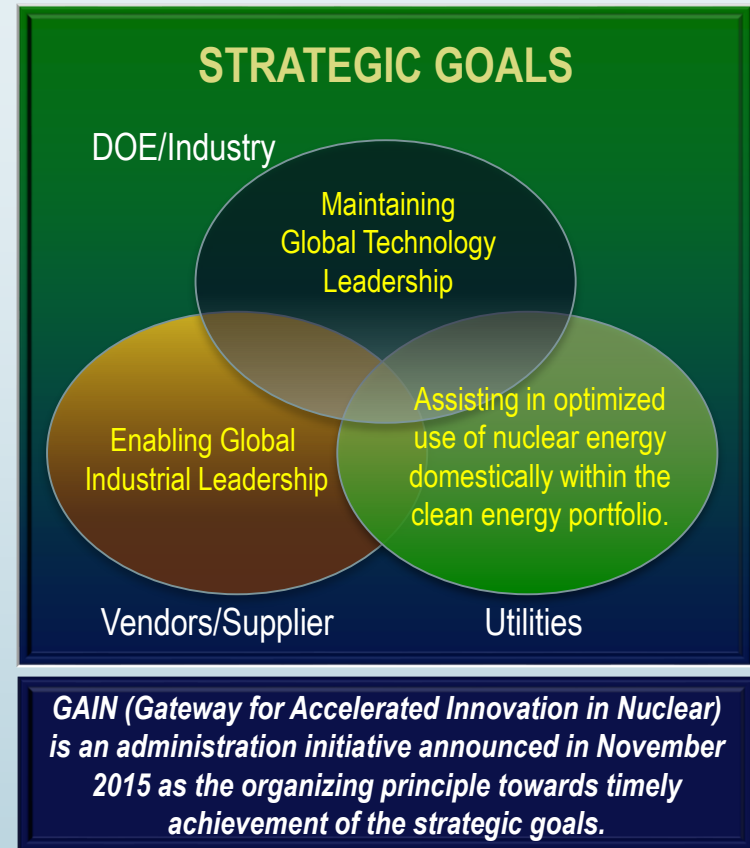 STRATEGIC GOALS
DOE/Industry
Maintaining
Global Technology
Leadership
Enabling Global
Industrial Leadership
Assisting in optimized
use of nuclear energy
domestically within the
clean energy portfolio.
Vendors/Supplier
Utilities
GAIN (Gateway for Accelerated Innovation in Nuclear)
is an administration initiative announced in November
2015 as the organizing principle towards timely
achievement of the strategic goals.